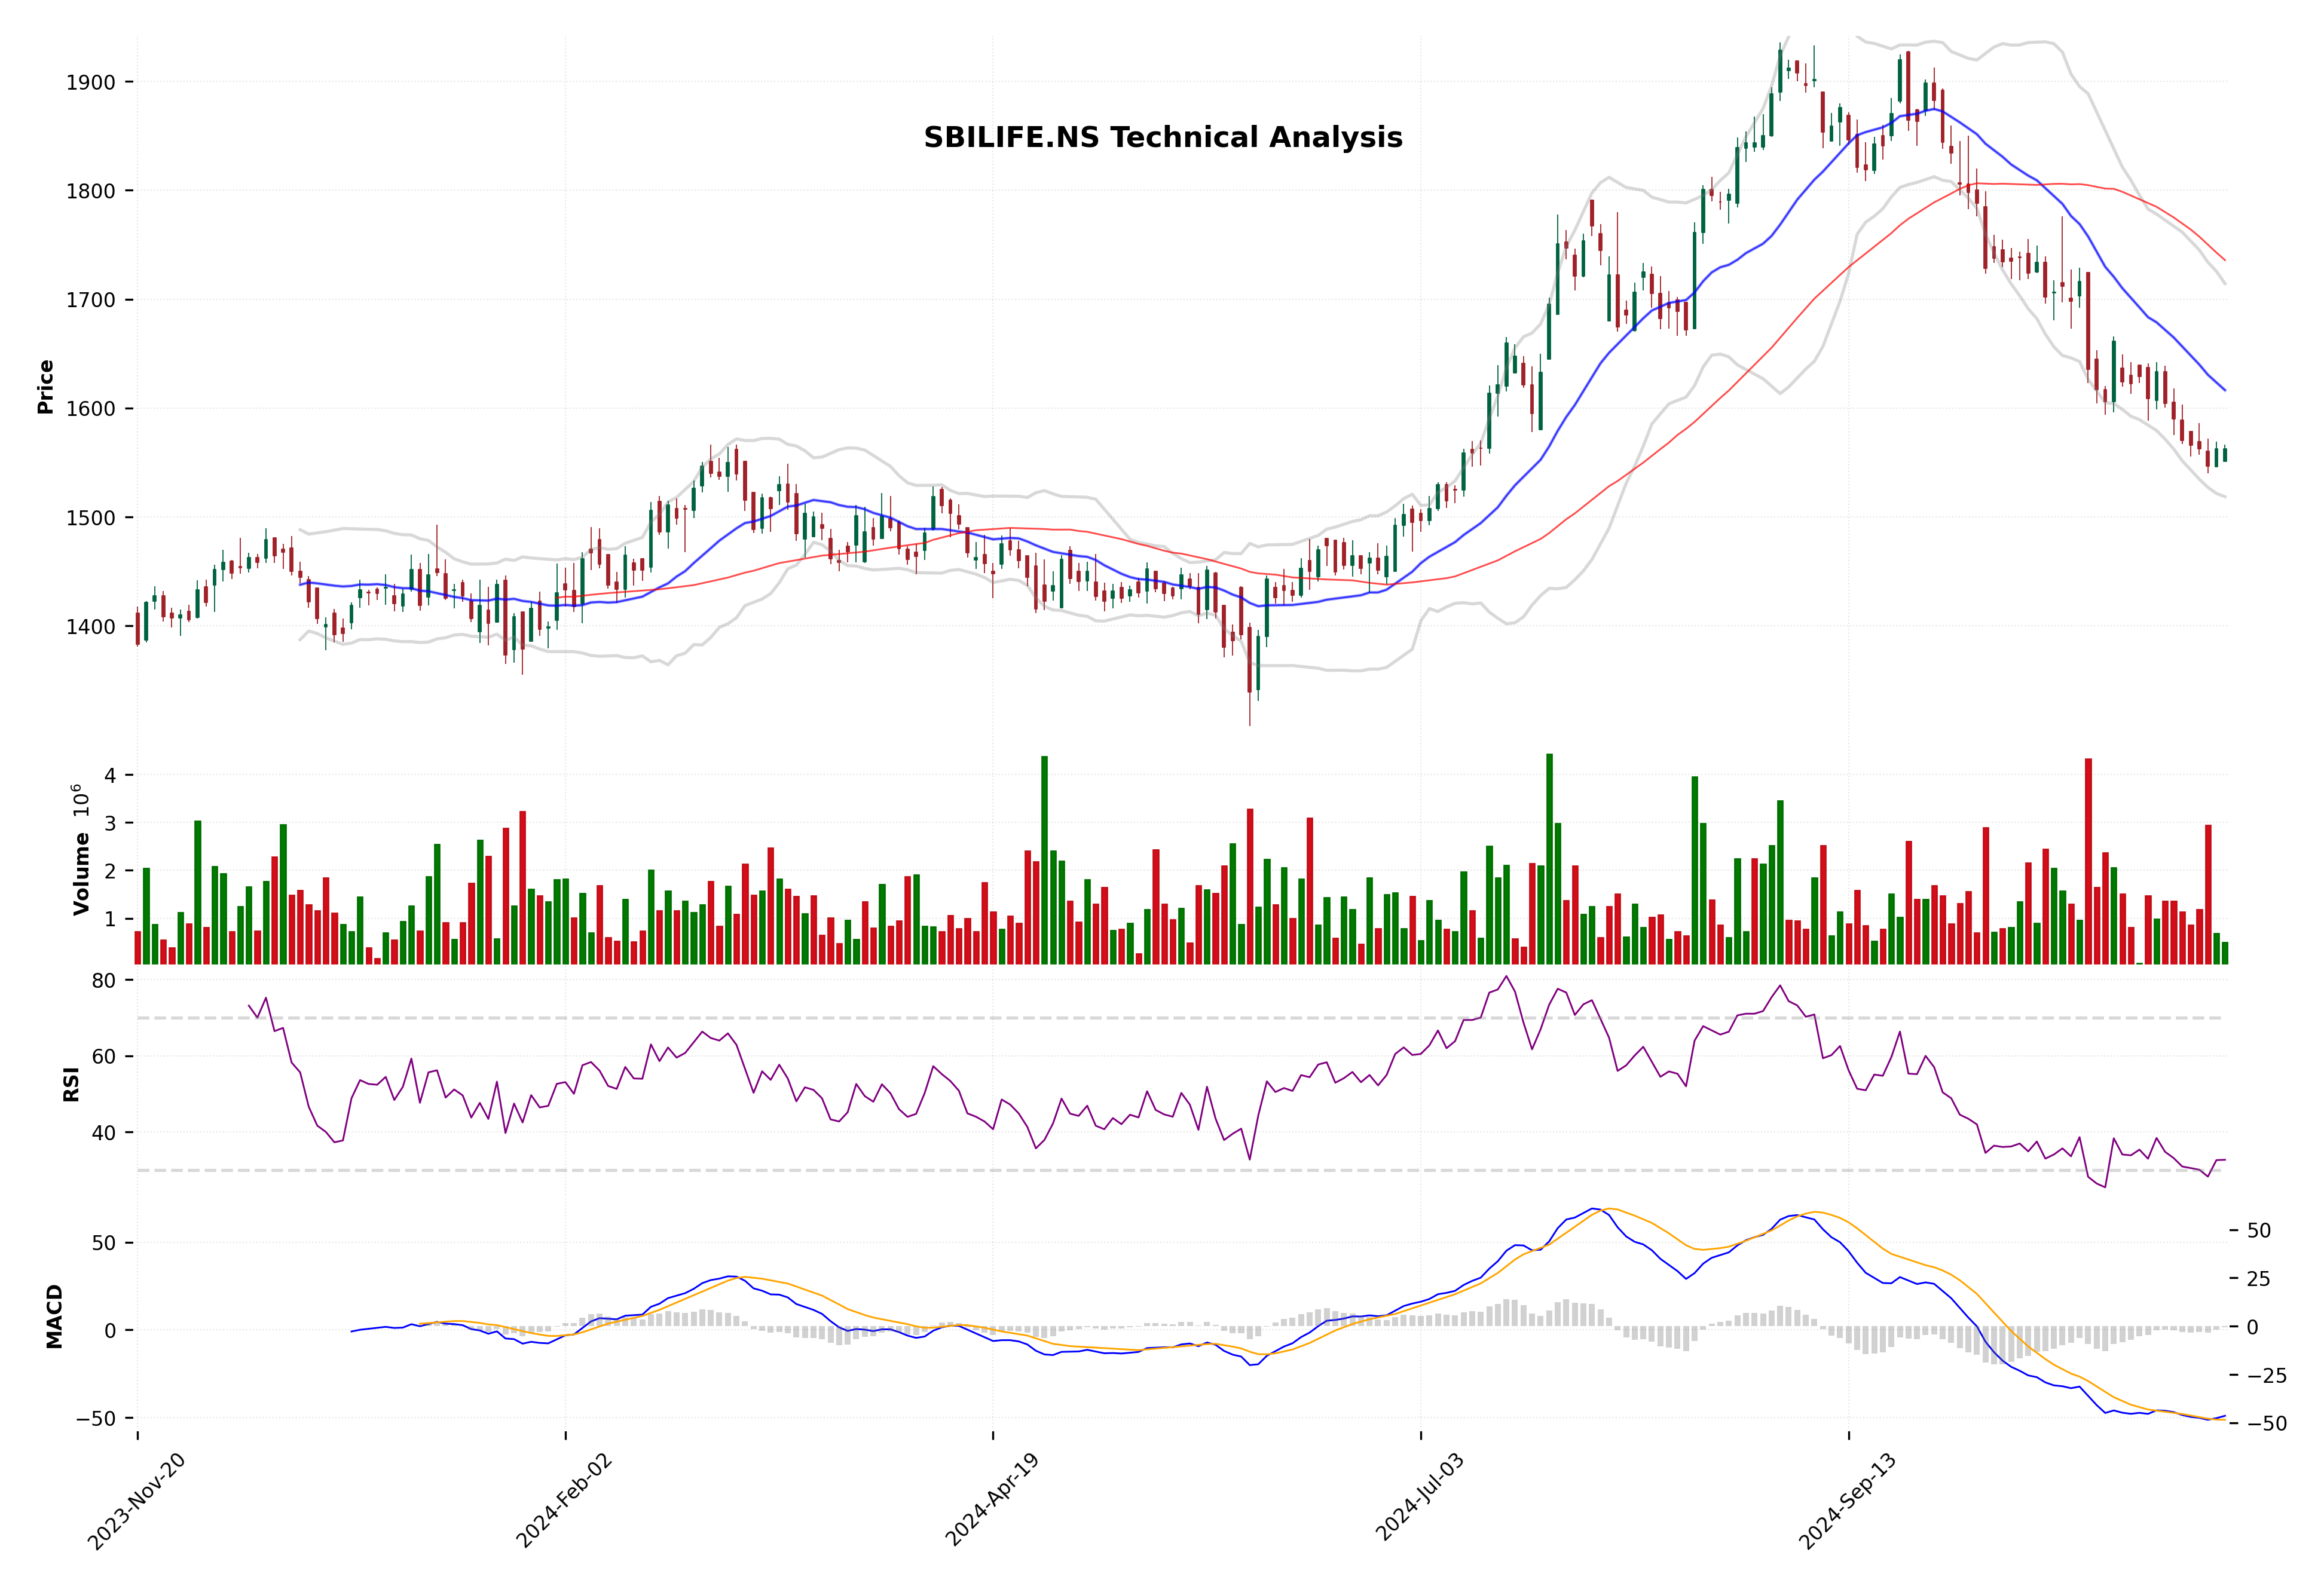 SBILIFE.NS Technical Analysis
Price
1900
1800
1700
1600
1500
1400
Volume 10^6
4
3
2
1
RSI
80
60
40
MACD
50
0
−50
50
25
0
−25
−50
2023-Nov-20
2024-Feb-02
2024-Apr-19
2024-Jul-03
2024-Sep-13